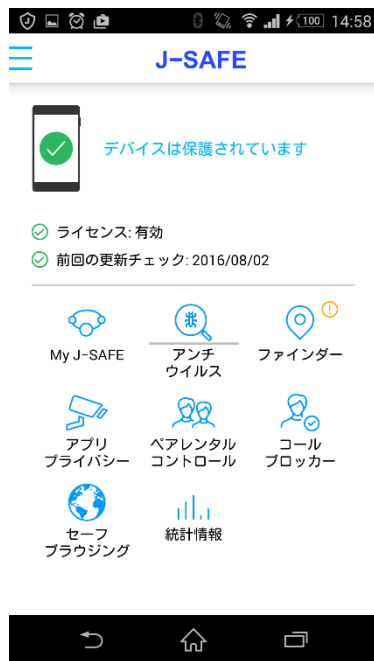 100 14:58
J-SAFE
デバイスは保護されています
ライセンス: 有効
前回の更新チェック: 2016/08/02
My J-SAFE
アンチ
ウイルス
ファインダー
アプリ
プライバシー
ペアレンタル
コントロール
コール
ブロッカー
セーフ
ブラウジング
統計情報